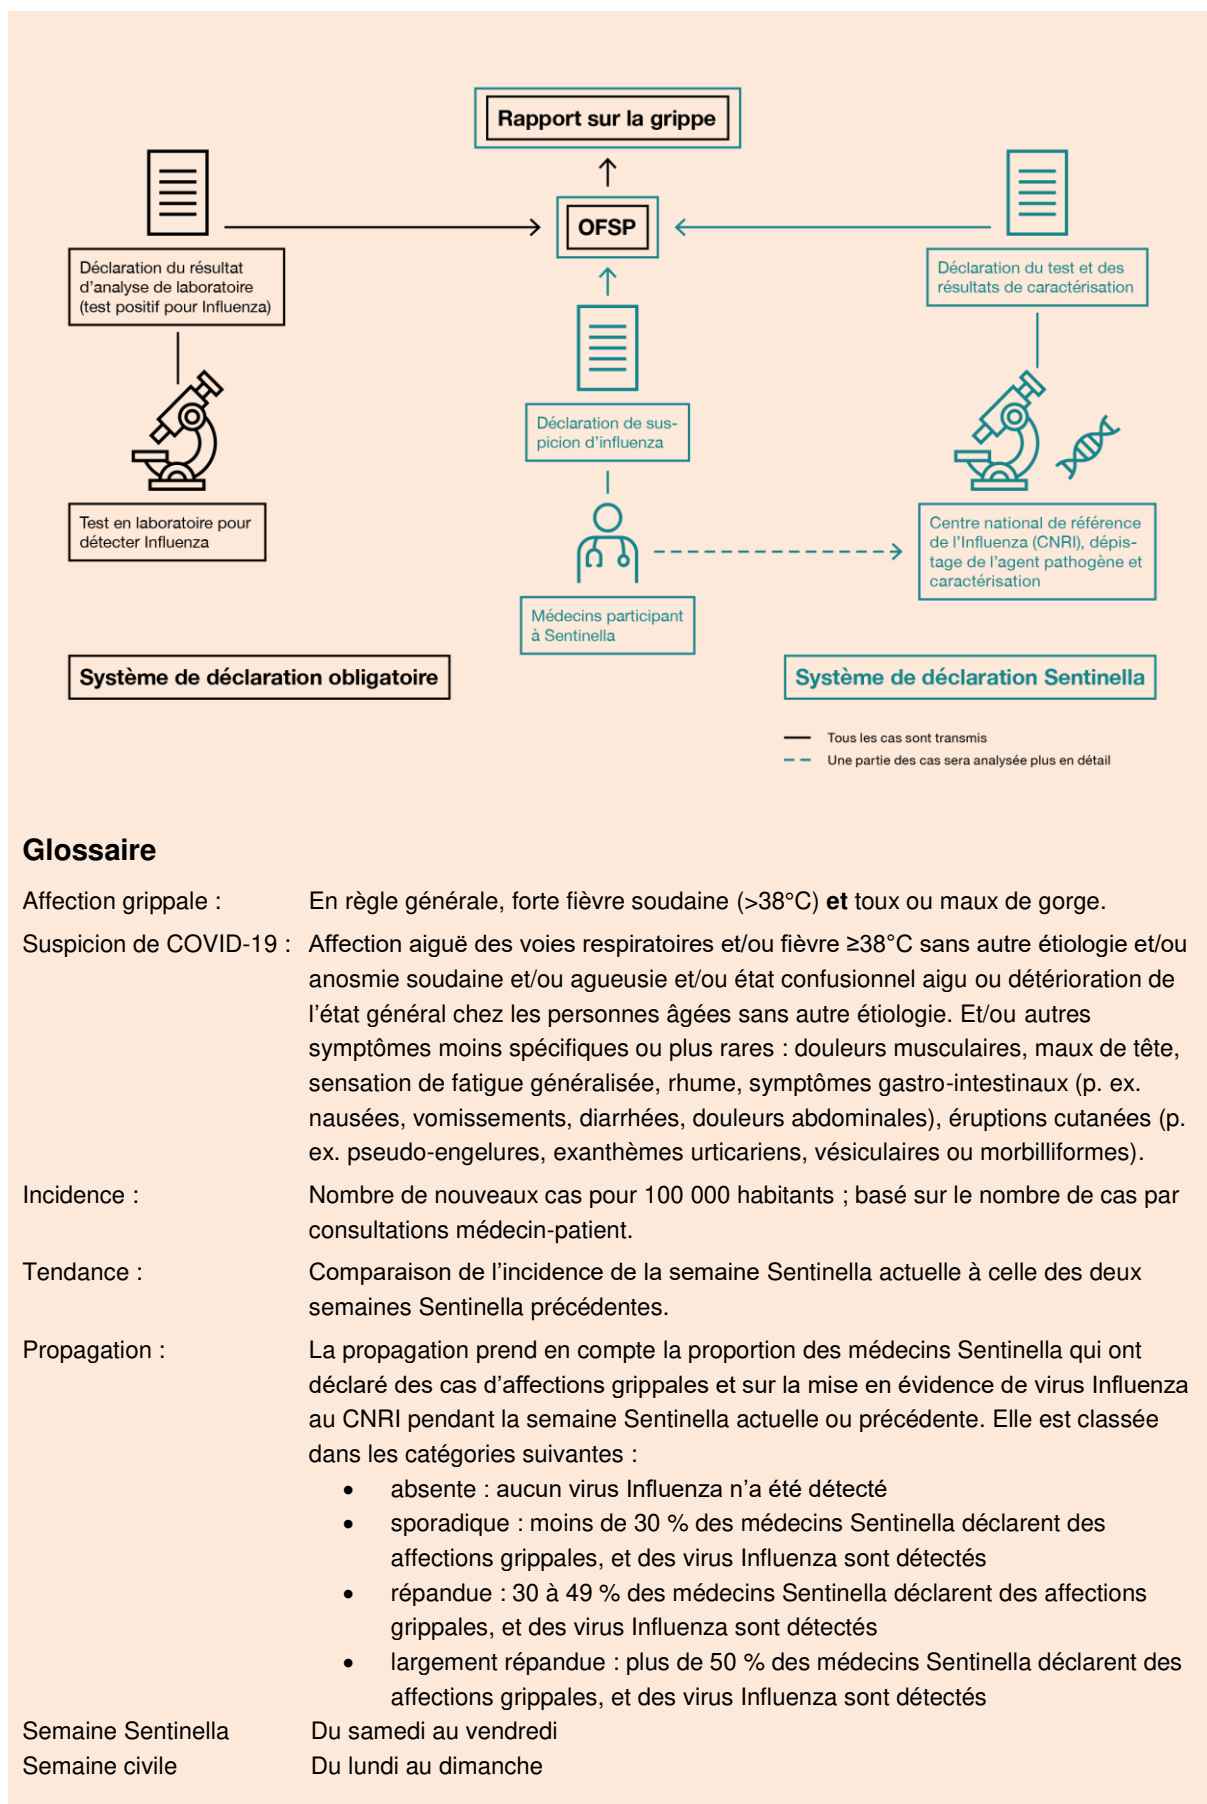 Rapport sur la grippe
OFSP
Déclaration du résultat
d'analyse de laboratoire
(test positif pour Influenza)
Test en laboratoire pour
détecter Influenza
Système de déclaration obligatoire
Déclaration de sus-
picion d'influenza
Médecins participant
à Sentinella
Déclaration du test et des
résultats de caractérisation
Centre national de référence
de l'Influenza (CNRI), dépis-
tage de l'agent pathogène et
caractérisation
Système de déclaration Sentinella
Tous les cas sont transmis
Une partie des cas sera analysée plus en détail
Glossaire
Affection grippale : En règle générale, forte fièvre soudaine (>38°C) et toux ou maux de gorge.
Suspicion de COVID-19 : Affection aiguë des voies respiratoires et/ou fièvre ≥38°C sans autre étiologie et/ou
anosmie soudaine et/ou agueusie et/ou état confusionnel aigu ou détérioration de
l'état général chez les personnes âgées sans autre étiologie. Et/ou autres
symptômes moins spécifiques ou plus rares : douleurs musculaires, maux de tête,
sensation de fatigue généralisée, rhume, symptômes gastro-intestinaux (p. ex.
nausées, vomissements, diarrhées, douleurs abdominales), éruptions cutanées (p.
ex. pseudo-engelures, exanthèmes urticariens, vésiculaires ou morbilliformes).
Incidence : Nombre de nouveaux cas pour 100 000 habitants ; basé sur le nombre de cas par
consultations médecin-patient.
Tendance : Comparaison de l'incidence de la semaine Sentinella actuelle à celle des deux
semaines Sentinella précédentes.
Propagation : La propagation prend en compte la proportion des médecins Sentinella qui ont
déclaré des cas d'affections grippales et sur la mise en évidence de virus Influenza
au CNRI pendant la semaine Sentinella actuelle ou précédente. Elle est classée
dans les catégories suivantes :
• absente : aucun virus Influenza n'a été détecté
• sporadique : moins de 30 % des médecins Sentinella déclarent des
affections grippales, et des virus Influenza sont détectés
• répandue : 30 à 49 % des médecins Sentinella déclarent des affections
grippales, et des virus Influenza sont détectés
• largement répandue : plus de 50 % des médecins Sentinella déclarent des
affections grippales, et des virus Influenza sont détectés
Semaine Sentinella Du samedi au vendredi
Semaine civile Du lundi au dimanche